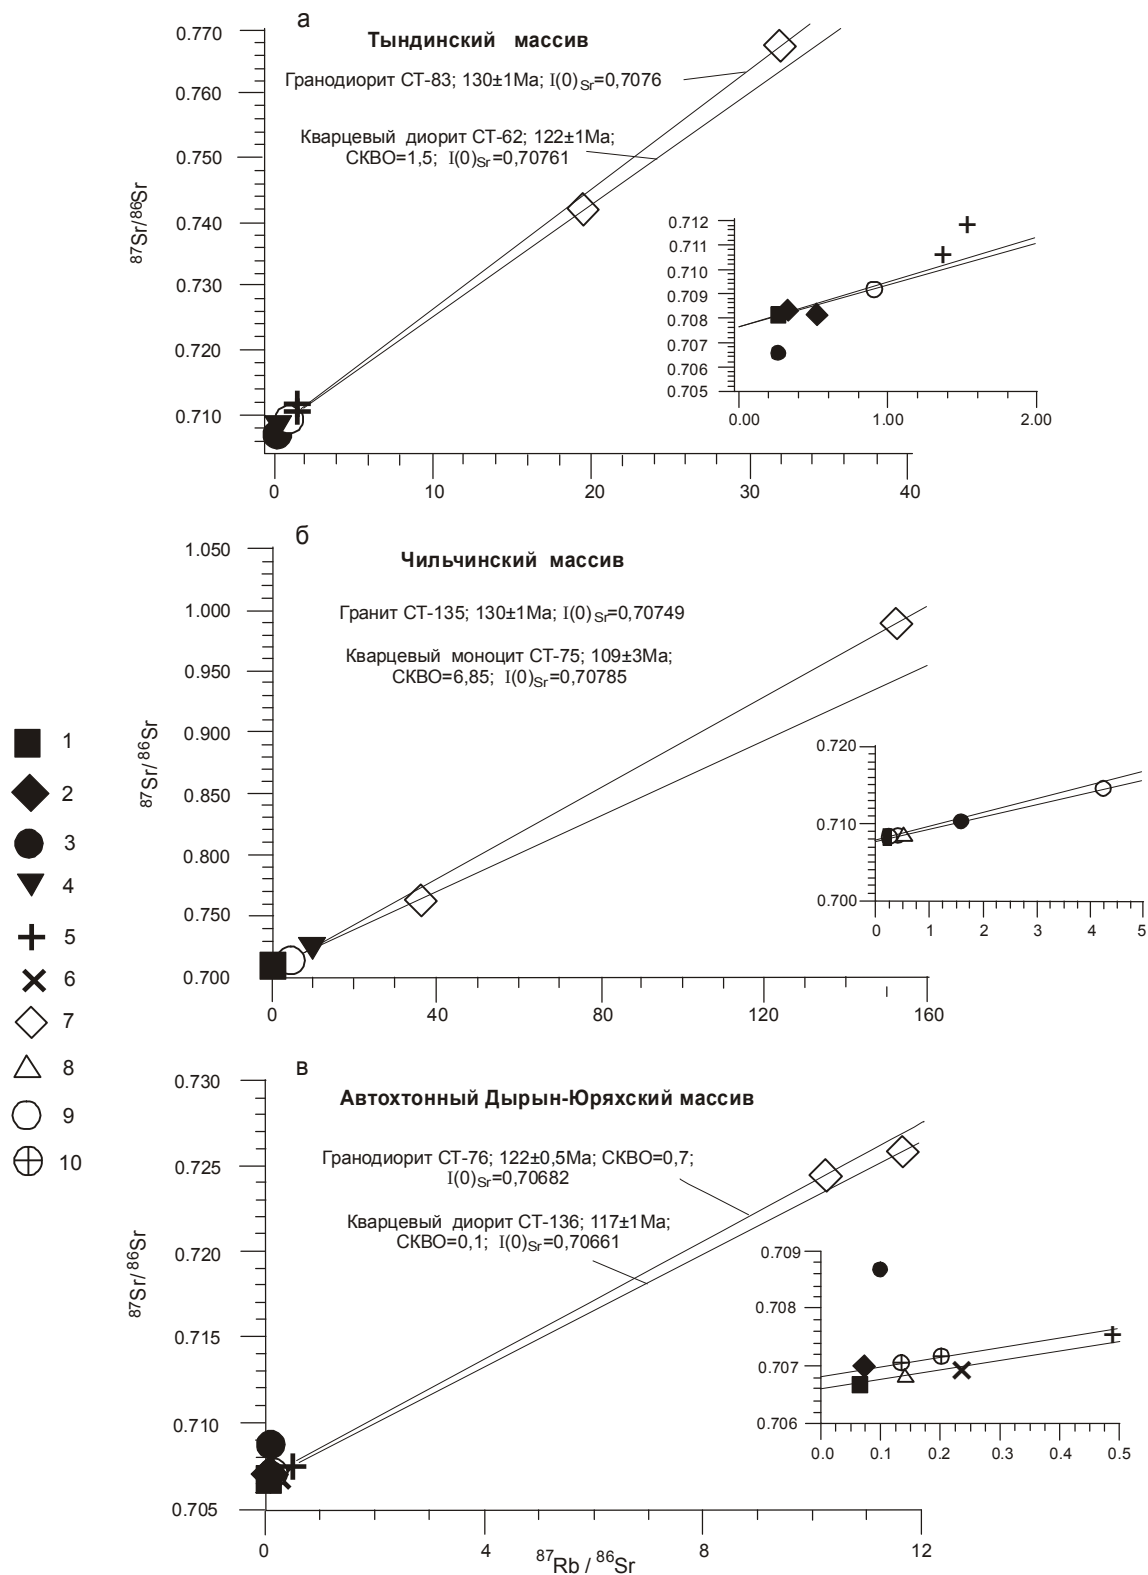 а
Тындинский массив
Гранодиорит СТ-83; 130±1Ma; I(0)Sr=0,7076
Кварцевый диорит СТ-62; 122±1Ma;
СКВО=1,5; I(0)Sr=0,70761
87Sr/86Sr
0.770
0.760
0.750
0.740
0.730
0.720
0.710
0 10 20 30 40
0.712
0.711
0.710
0.709
0.708
0.707
0.706
0.705
0.00 1.00 2.00
б
Чильчинский массив
Гранит СТ-135; 130±1Ma; I(0)Sr=0,70749
Кварцевый моноцит СТ-75; 109±3Ma;
СКВО=6,85; I(0)Sr=0,70785
87Sr/86Sr
1.050
1.000
0.950
0.900
0.850
0.800
0.750
0.700
0 40 80 120 160
0.720
0.710
0.700
0 1 2 3 4 5
1
2
3
4
5
6
7
8
9
10
в
Автохтонный Дырын-Юряхский массив
Гранодиорит СТ-76; 122±0,5Ma; СКВО=0,7;
I(0)Sr=0,70682
Кварцевый диорит СТ-136; 117±1Ma;
СКВО=0,1; I(0)Sr=0,70661
87Sr/86Sr
0.730
0.725
0.720
0.715
0.710
0.705
0 4 8 12
87Rb / 86Sr
0.709
0.708
0.707
0.706
0.0 0.1 0.2 0.3 0.4 0.5